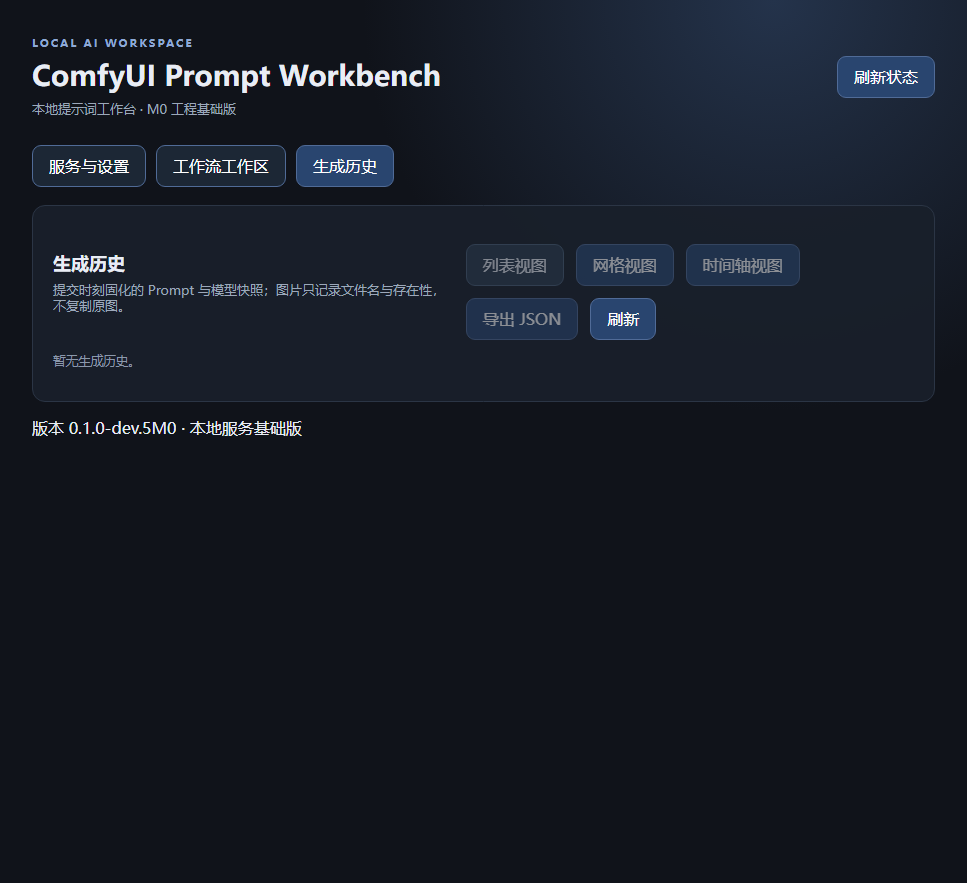 LOCAL AI WORKSPACE
ComfyUI Prompt Workbench
本地提示词工作台 · M0 工程基础版
刷新状态
服务与设置
工作流工作区
生成历史
生成历史
提交时刻固化的 Prompt 与模型快照；图片只记录文件名与存在性，
不复制原图。
列表视图
网格视图
时间轴视图
导出 JSON
刷新
暂无生成历史。
版本 0.1.0-dev.5M0 · 本地服务基础版